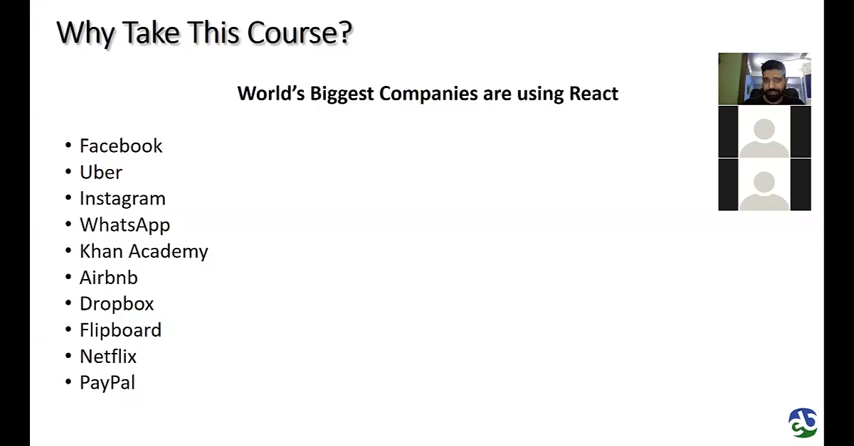 Why Take This Course?
World's Biggest Companies are using React
• Facebook
• Uber
• Instagram
• WhatsApp
• Khan Academy
• Airbnb
• Dropbox
• Flipboard
• Netflix
• PayPal